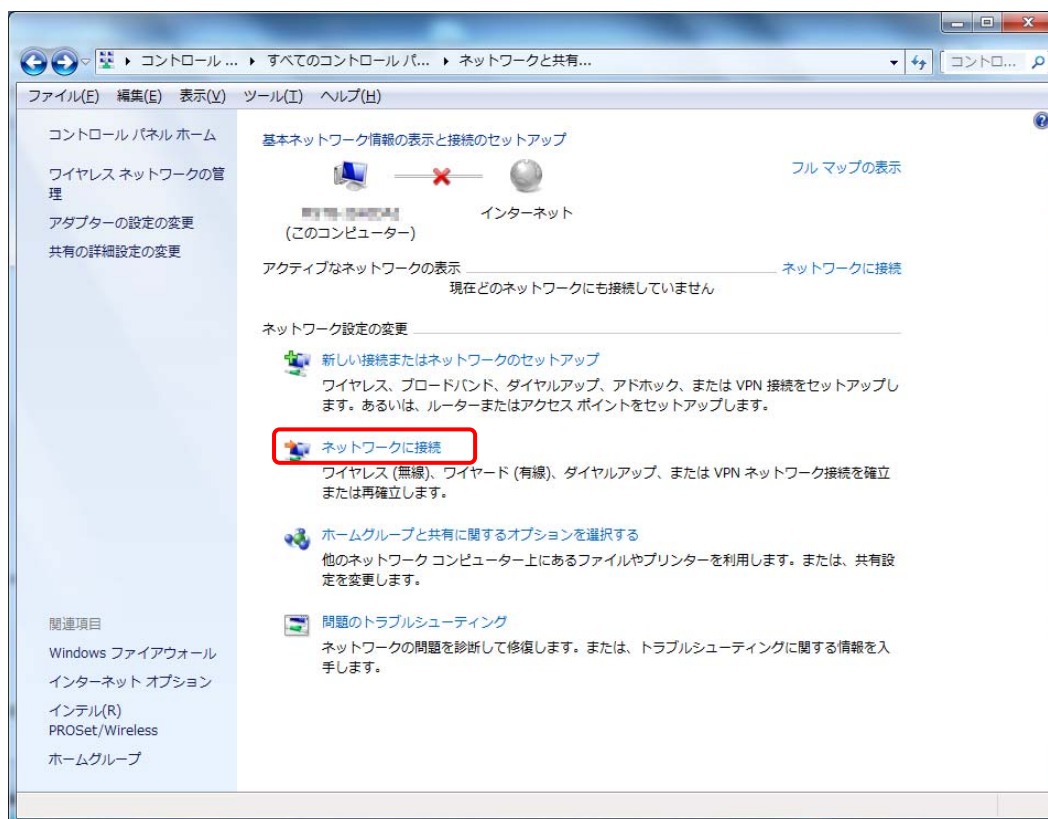 コントロール ... ▸ すべてのコントロール パ... ▸ ネットワークと共有...
コントロ...
ファイル(F) 編集(E) 表示(V) ツール(T) ヘルプ(H)
コントロール パネル ホーム
ワイヤレス ネットワークの管
理
アダプターの設定の変更
共有の詳細設定の変更
基本ネットワーク情報の表示と接続のセットアップ
フル マップの表示
インターネット
(このコンピューター)
アクティブなネットワークの表示
ネットワークに接続
現在どのネットワークにも接続していません
ネットワーク設定の変更
新しい接続またはネットワークのセットアップ
ワイヤレス、ブロードバンド、ダイヤルアップ、アドホック、または VPN 接続をセットアップし
ます。あるいは、ルーターまたはアクセス ポイントをセットアップします。
ネットワークに接続
ワイヤレス (無線)、ワイヤード (有線)、ダイヤルアップ、または VPN ネットワーク接続を確立
または再確立します。
ホームグループと共有に関するオプションを選択する
他のネットワーク コンピューター上にあるファイルやプリンターを利用します。または、共有設
定を変更します。
問題のトラブルシューティング
ネットワークの問題を診断して修復します。または、トラブルシューティングに関する情報を入
手します。
関連項目
Windows ファイアウォール
インターネット オプション
インテル(R)
PROSet/Wireless
ホームグループ